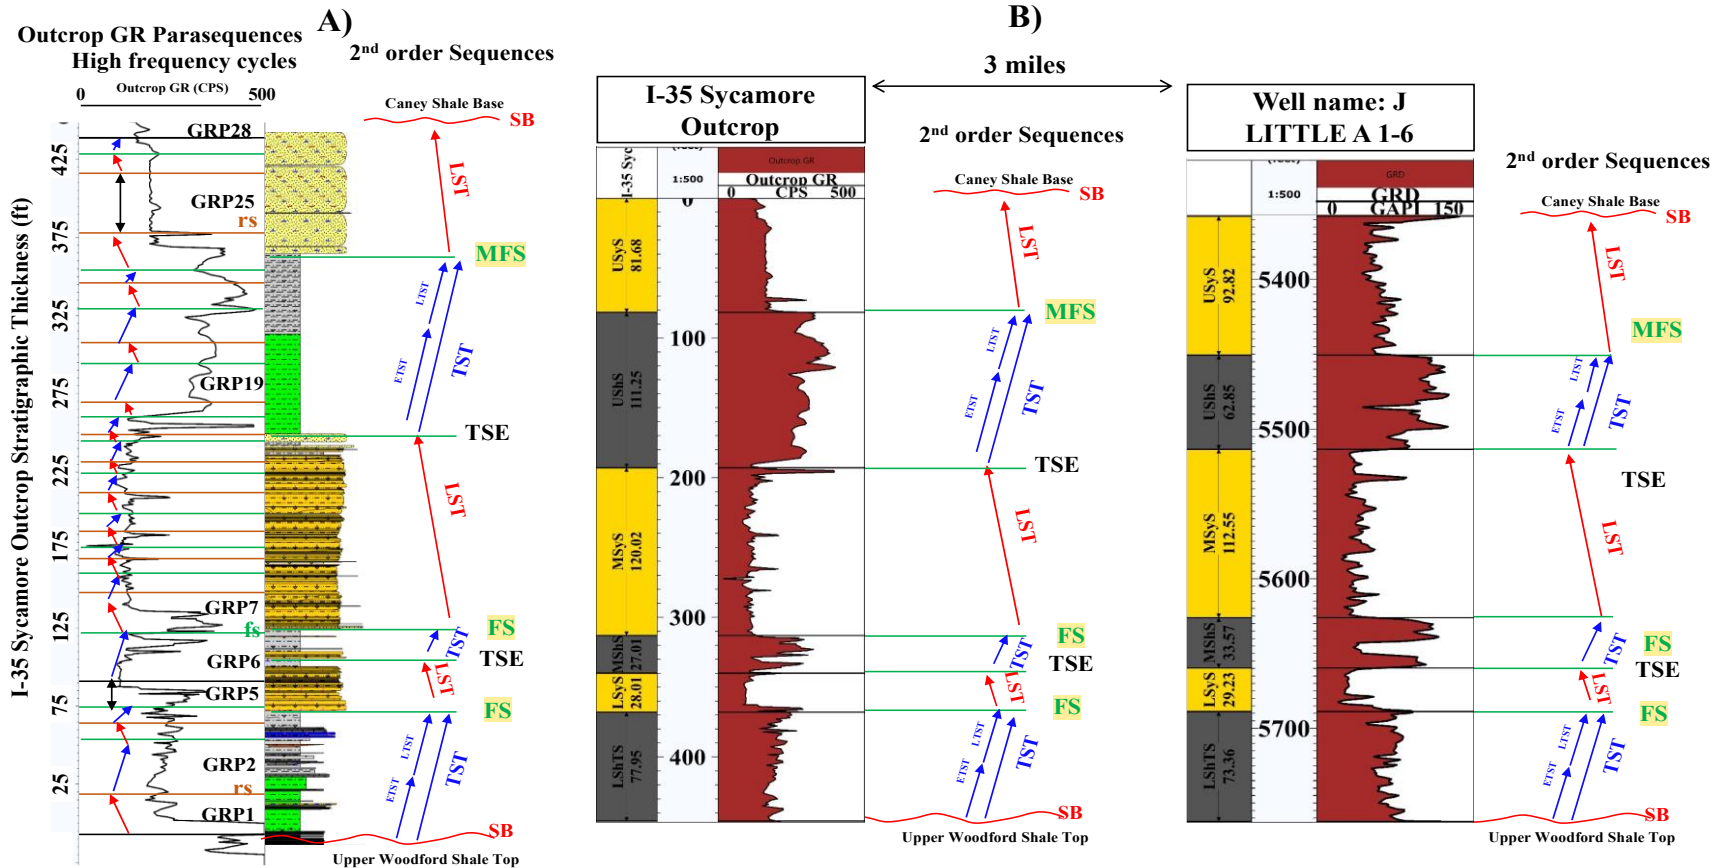 A)
Outcrop GR Parasequences
High frequency cycles
2nd order Sequences
Outcrop GR (CPS)
0
500
I-35 Sycamore Outcrop Stratigraphic Thickness (ft)
425
375
325
275
225
175
125
75
25
GRP28
GRP25
rs
GRP19
GRP7
fs
GRP6
GRP5
GRP2
rs
GRP1
Caney Shale Base
SB
LST
MFS
LTST
ETST
TST
TSE
LST
FS
TST
TSE
LST
FS
LTST
ETST
TST
SB
Upper Woodford Shale Top
B)
3 miles
I-35 Sycamore
Outcrop
2nd order Sequences
I-35 Syc
1:500
Outcrop GR
Outcrop GR
0 CPS 500
0
100
200
300
400
USyS
81.68
UShS
111.25
MSyS
120.02
MShS
27.01
LSyS
28.01
LShTS
77.95
Caney Shale Base
SB
LST
MFS
LTST
ETST
TST
TSE
LST
FS
TST
TSE
LST
FS
LTST
ETST
TST
SB
Upper Woodford Shale Top
Well name: J
LITTLE A 1-6
2nd order Sequences
1:500
GRD
GRD
0 GAPI 150
5400
5500
5600
5700
USyS
92.82
UShS
62.85
MSyS
112.55
MShS
33.57
LSyS
29.23
LShTS
73.36
Caney Shale Base
SB
LST
MFS
LTST
ETST
TST
TSE
LST
FS
TST
TSE
LST
FS
LTST
ETST
TST
SB
Upper Woodford Shale Top